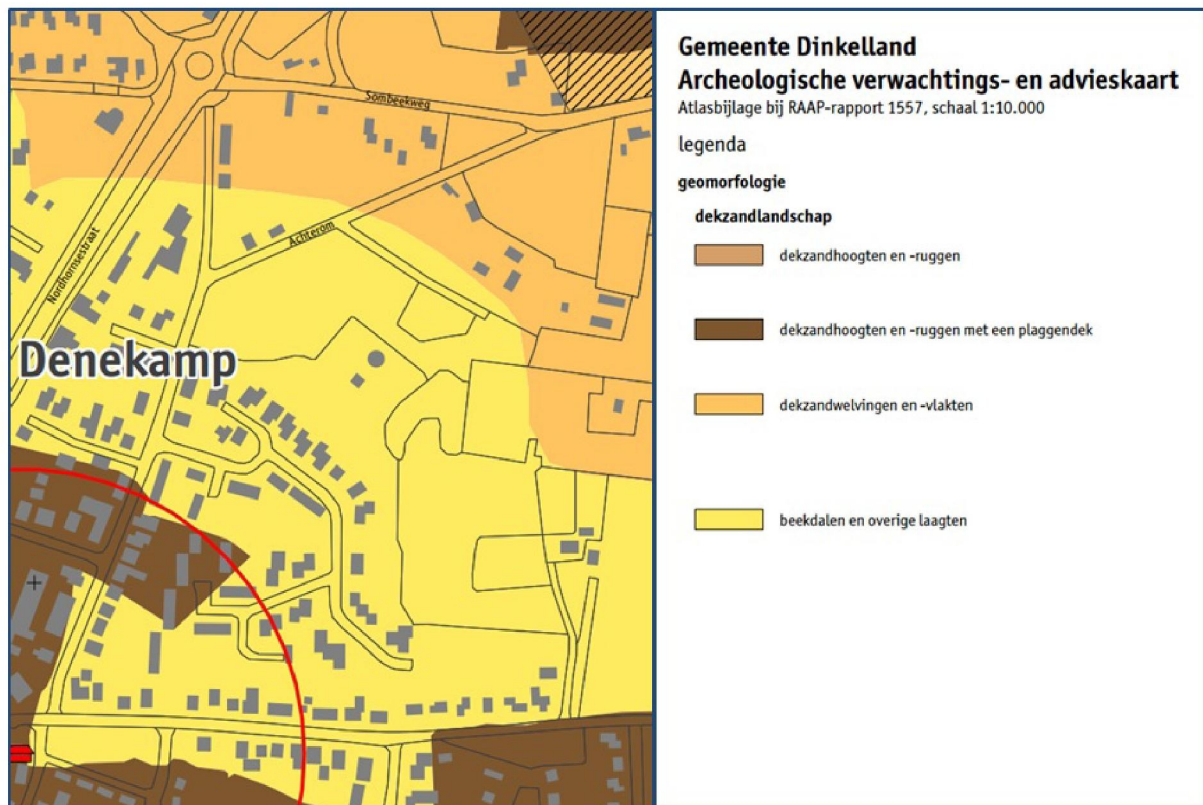 Sombeekweg
Achterom
Nordhornsestraat
Denekamp
Gemeente Dinkelland
Archeologische verwachtings- en advieskaart
Atlasbijlage bij RAAP-rapport 1557, schaal 1:10.000
legenda
geomorfologie
dekzandlandschap
dekzandhoogten en -ruggen
dekzandhoogten en -ruggen met een plaggendek
dekzandwelvingen en -vlakten
beekdalen en overige laagten